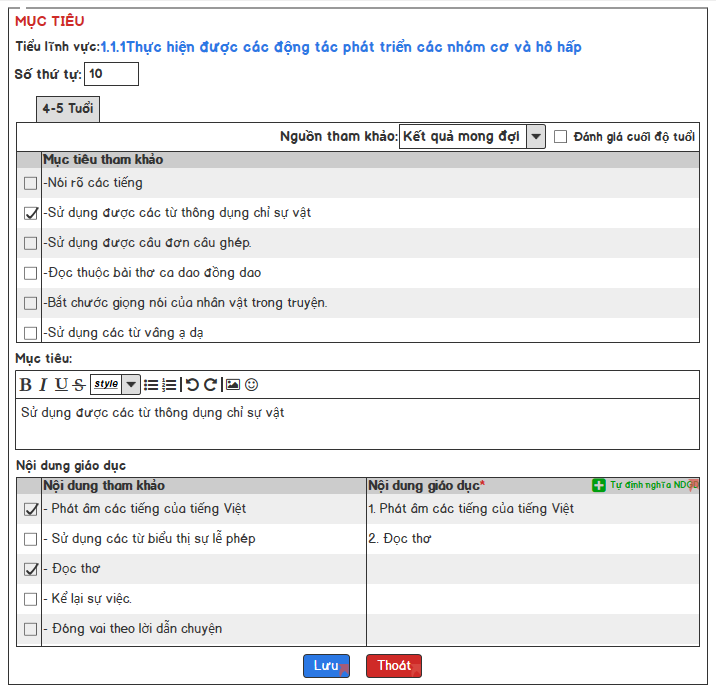 MỤC TIÊU
Tiểu lĩnh vực:1.1.1Thực hiện được các động tác phát triển các nhóm cơ và hô hấp
Số thứ tự: 10
4-5 Tuổi
Nguồn tham khảo: Kết quả mong đợi Đánh giá cuối độ tuổi
Mục tiêu tham khảo
-Nói rõ các tiếng
-Sử dụng được các từ thông dụng chỉ sự vật
-Sử dụng được câu đơn câu ghép.
-Đọc thuộc bài thơ ca dao đồng dao
-Bắt chước giọng nói của nhân vật trong truyện.
-Sử dụng các từ vâng ạ dạ
Mục tiêu:
B I U S style
Sử dụng được các từ thông dụng chỉ sự vật
Nội dung giáo dục
Nội dung tham khảo Nội dung giáo dục* Tự định nghĩa NDGD
- Phát âm các tiếng của tiếng Việt 1. Phát âm các tiếng của tiếng Việt
- Sử dụng các từ biểu thị sự lễ phép 2. Đọc thơ
- Đọc thơ
- Kể lại sự việc.
- Đóng vai theo lời dẫn chuyện
Lưu Thoát